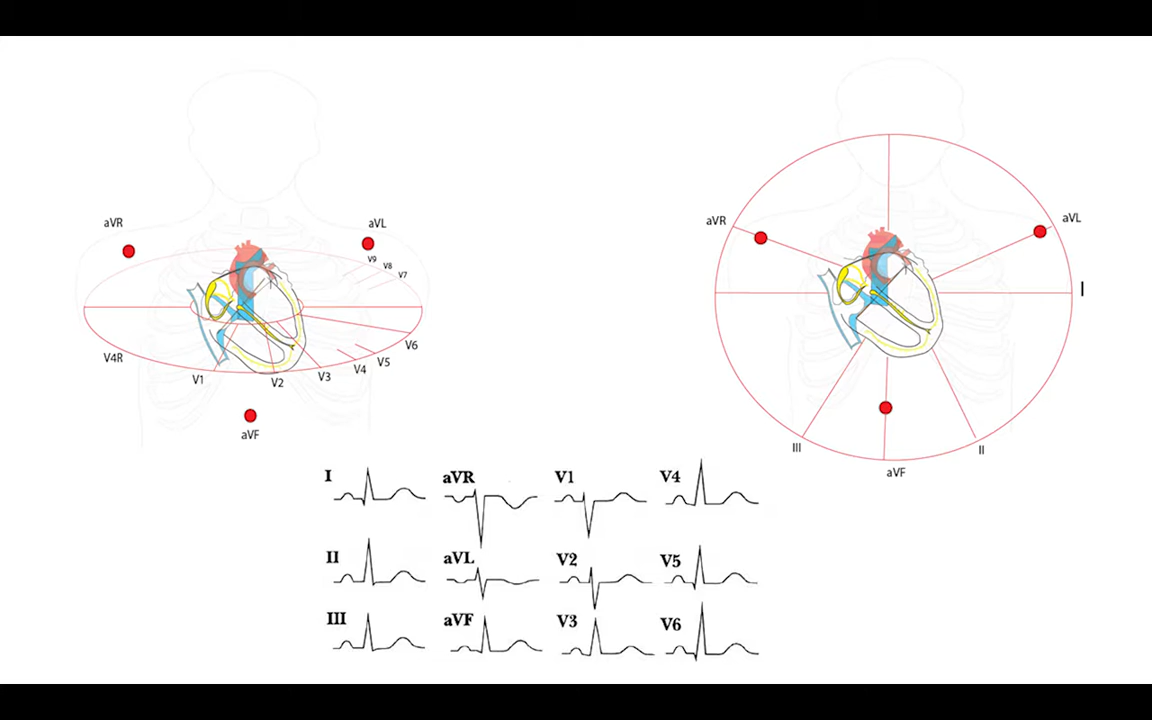 aVR
aVL
V9
V8
V7
V4R
V1
V2
V3
V4
V5
V6
aVF
aVR
aVL
I
III
aVF
II
I aVR V1 V4
II aVL V2 V5
III aVF V3 V6